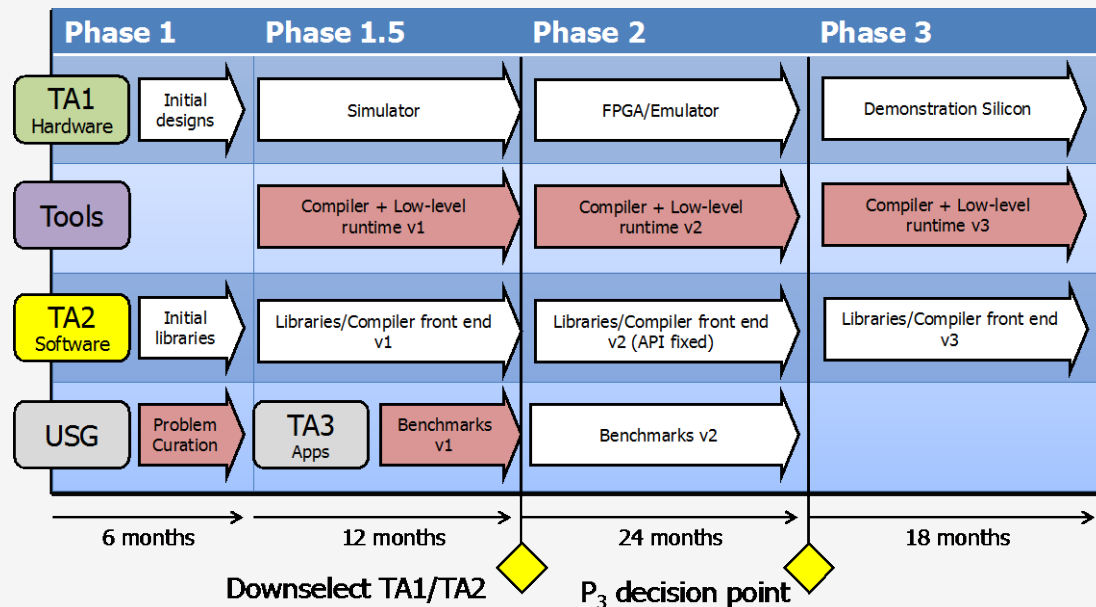 Phase 1
Phase 1.5
Phase 2
Phase 3
TA1
Hardware
Initial
designs
Simulator
FPGA/Emulator
Demonstration Silicon
Tools
Compiler + Low-level
runtime v1
Compiler + Low-level
runtime v2
Compiler + Low-level
runtime v3
TA2
Software
Initial
libraries
Libraries/Compiler front end
v1
Libraries/Compiler front end
v2 (API fixed)
Libraries/Compiler front end
v3
USG
Problem
Curation
TA3
Apps
Benchmarks
v1
Benchmarks v2
6 months
12 months
24 months
18 months
Downselect TA1/TA2
P₃ decision point